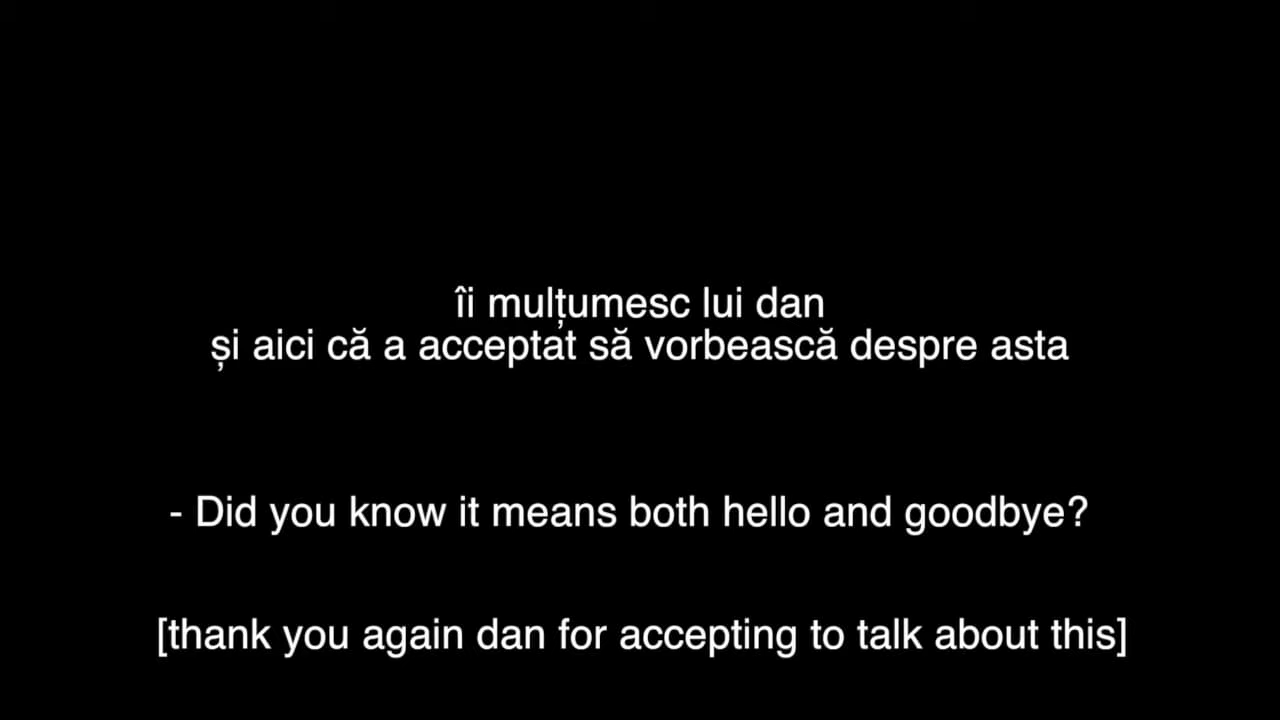 îi mulțumesc lui dan
și aici că a acceptat să vorbească despre asta
- Did you know it means both hello and goodbye?
[thank you again dan for accepting to talk about this]